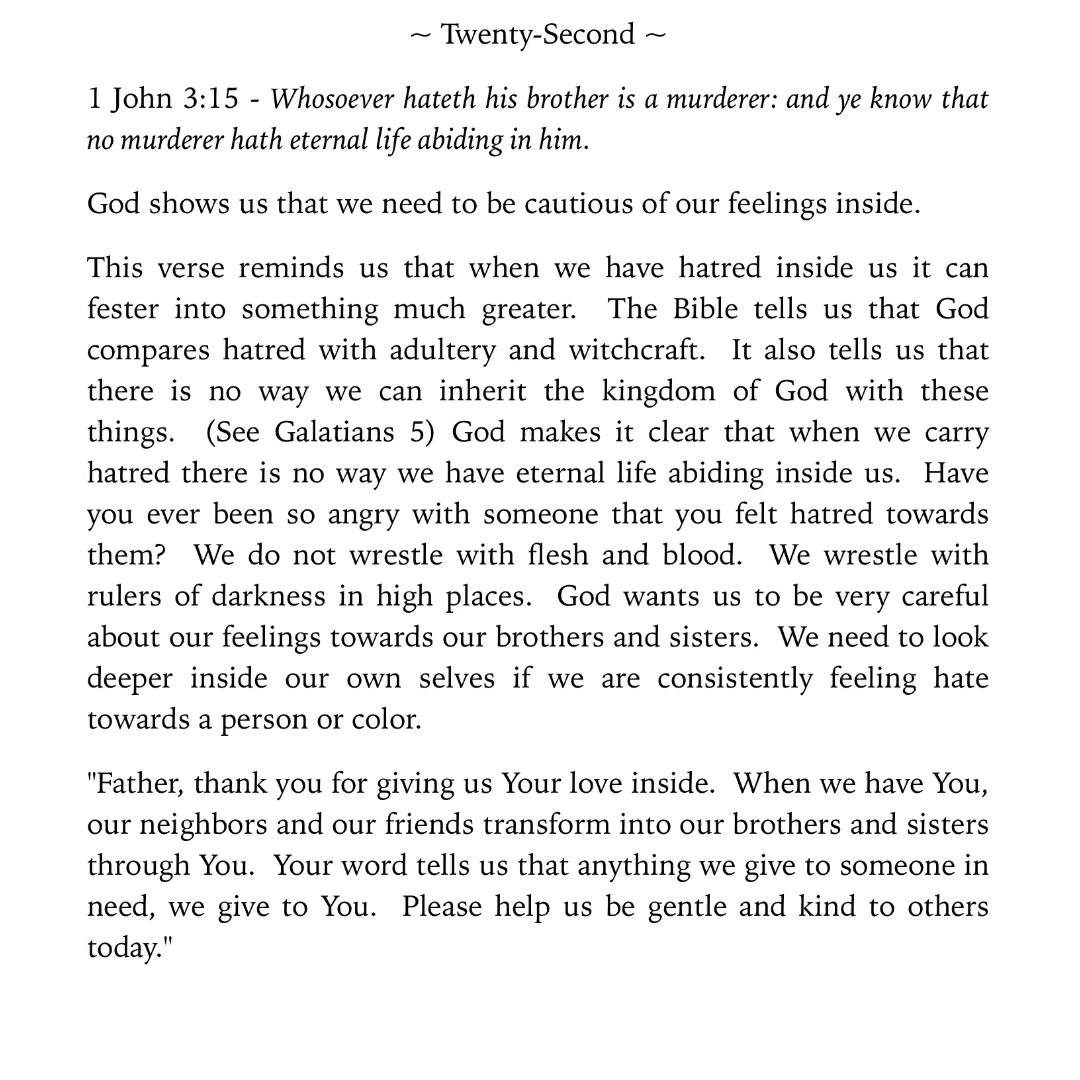 ~ Twenty-Second ~
1 John 3:15 - Whosoever hateth his brother is a murderer: and ye know that
no murderer hath eternal life abiding in him.
God shows us that we need to be cautious of our feelings inside.
This verse reminds us that when we have hatred inside us it can
fester into something much greater.  The Bible tells us that God
compares hatred with adultery and witchcraft.  It also tells us that
there is no way we can inherit the kingdom of God with these
things.  (See Galatians 5) God makes it clear that when we carry
hatred there is no way we have eternal life abiding inside us.  Have
you ever been so angry with someone that you felt hatred towards
them?  We do not wrestle with flesh and blood.  We wrestle with
rulers of darkness in high places.  God wants us to be very careful
about our feelings towards our brothers and sisters.  We need to look
deeper inside our own selves if we are consistently feeling hate
towards a person or color.
"Father, thank you for giving us Your love inside.  When we have You,
our neighbors and our friends transform into our brothers and sisters
through You.  Your word tells us that anything we give to someone in
need, we give to You.  Please help us be gentle and kind to others
today."